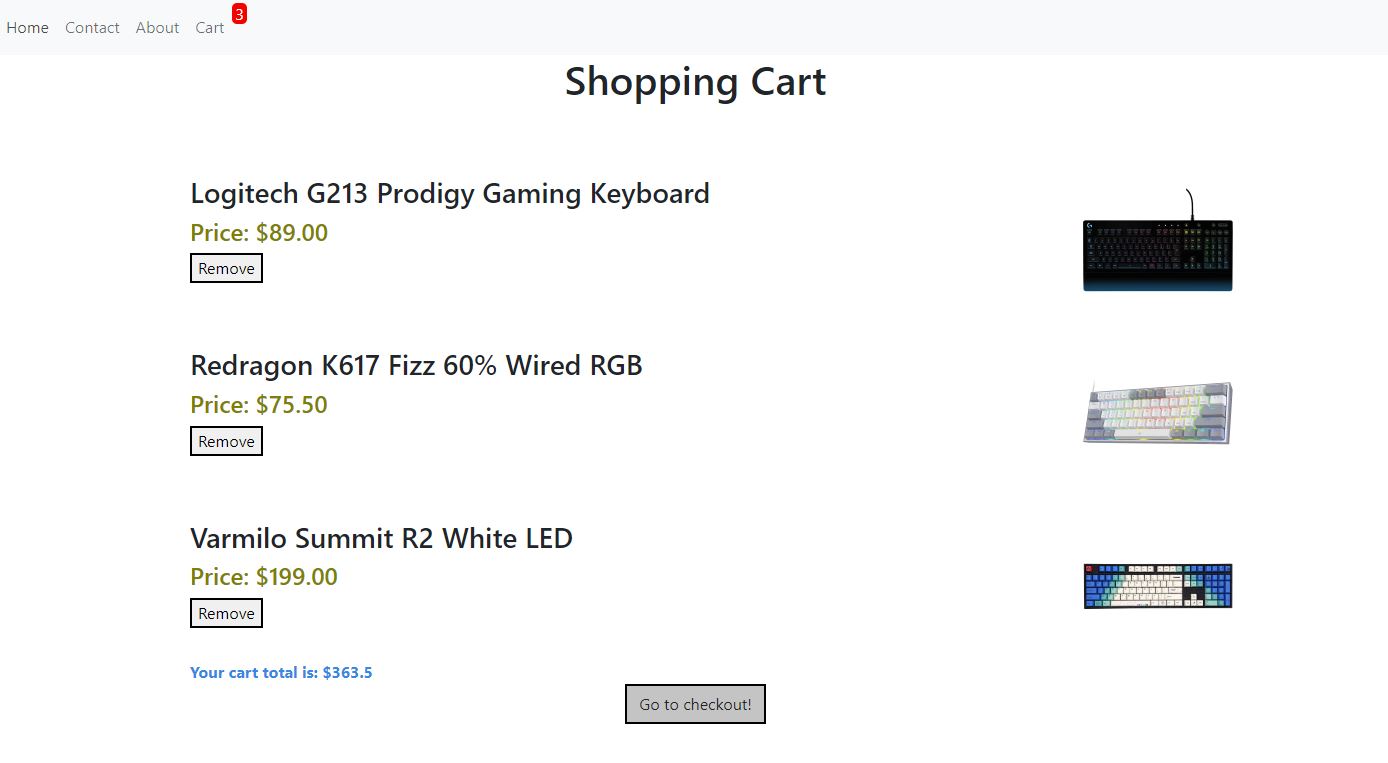 Home Contact About Cart 3
Shopping Cart
Logitech G213 Prodigy Gaming Keyboard
Price: $89.00
Remove
Redragon K617 Fizz 60% Wired RGB
Price: $75.50
Remove
Varmilo Summit R2 White LED
Price: $199.00
Remove
Your cart total is: $363.5
Go to checkout!